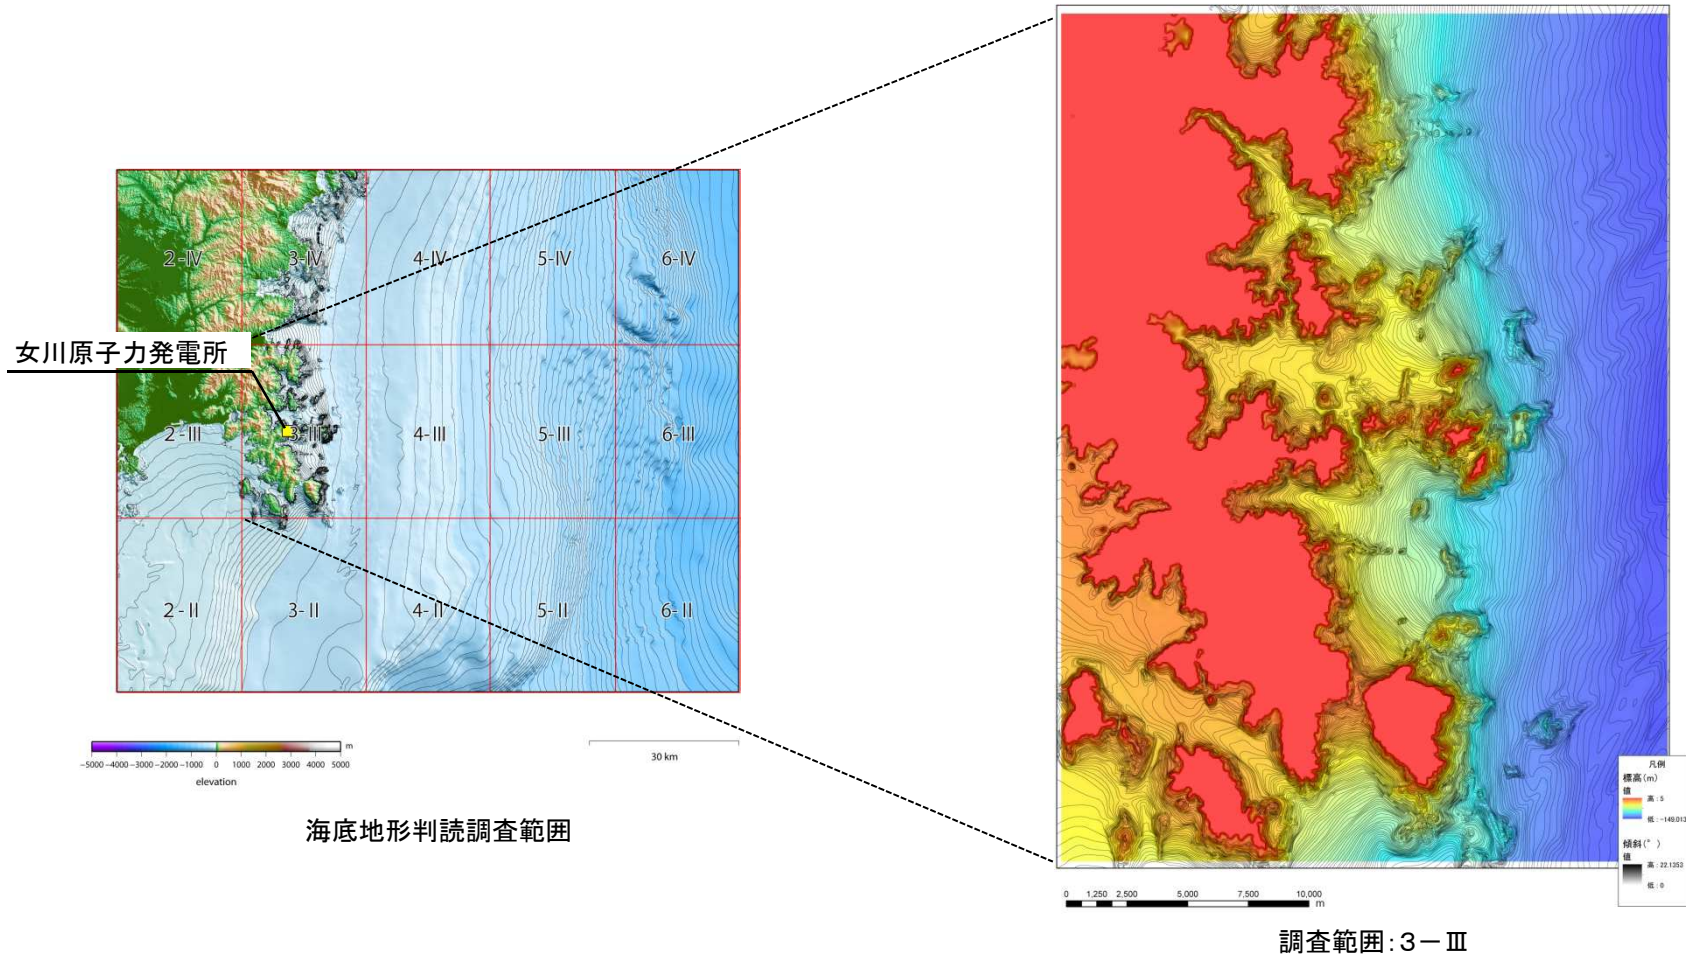 2-Ⅳ
3-Ⅳ
4-Ⅳ
5-Ⅳ
6-Ⅳ
女川原子力発電所
2-Ⅲ
3-Ⅲ
4-Ⅲ
5-Ⅲ
6-Ⅲ
2-Ⅱ
3-Ⅱ
4-Ⅱ
5-Ⅱ
6-Ⅱ
m
−5000 −4000 −3000 −2000 −1000 0 1000 2000 3000 4000 5000
elevation
30 km
海底地形判読調査範囲
凡例
標高(m)
値
高 : 5
低 : -149.013
傾斜(° )
値
高 : 22.1353
低 : 0
0 1,250 2,500 5,000 7,500 10,000
m
調査範囲:3-Ⅲ